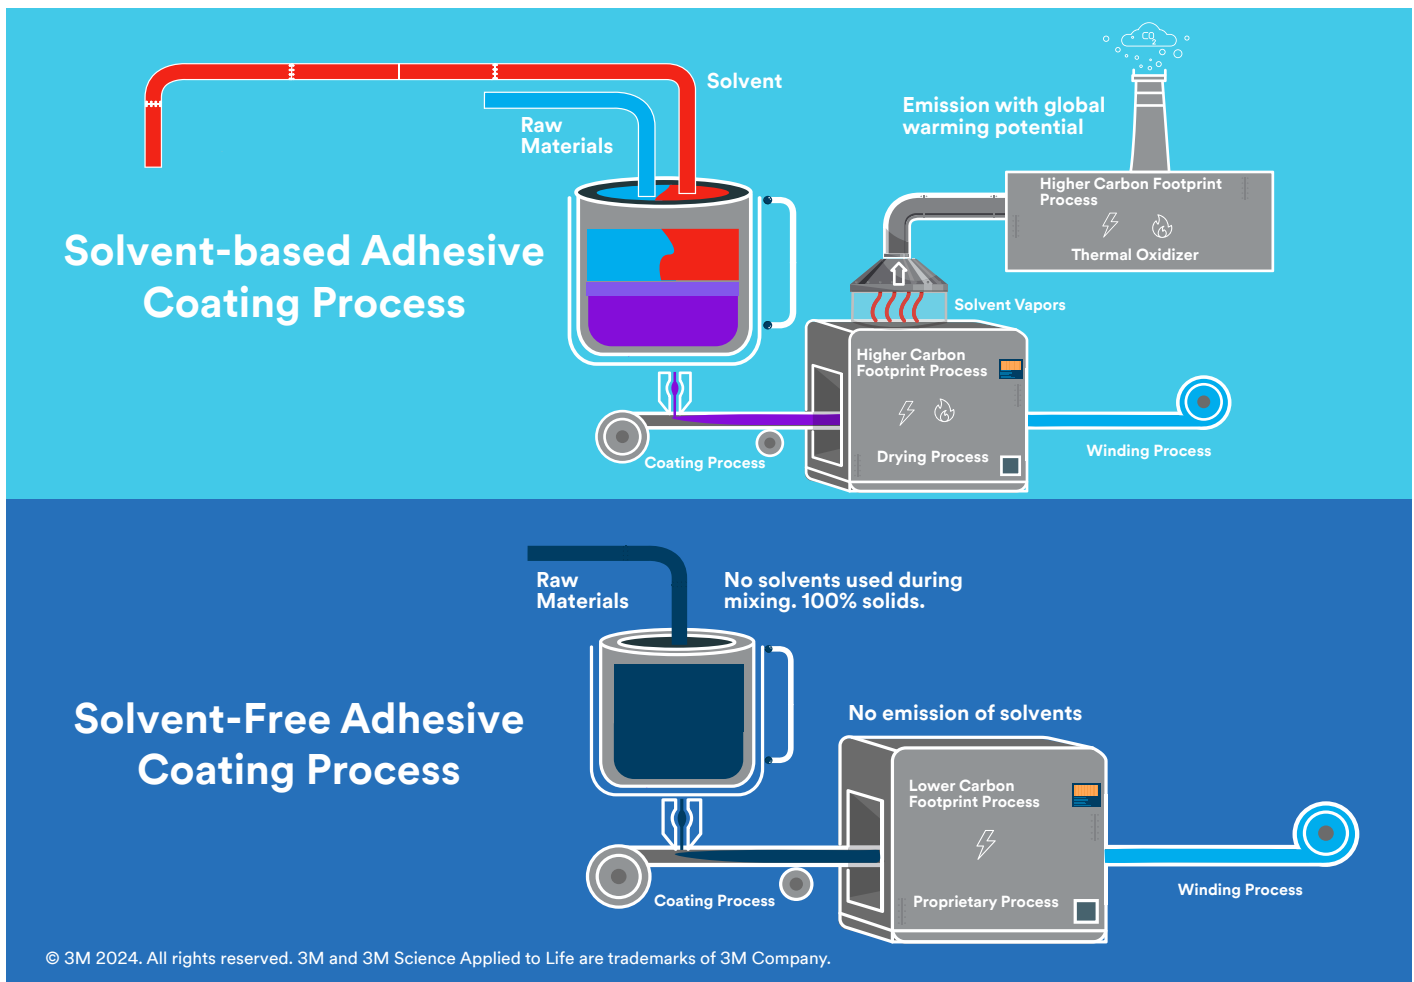 Solvent
Raw
Materials
Emission with global
warming potential
CO2
Higher Carbon Footprint
Process
Thermal Oxidizer
Solvent-based Adhesive
Coating Process
Solvent Vapors
Higher Carbon
Footprint Process
Drying Process
Coating Process
Winding Process
Raw
Materials
No solvents used during
mixing. 100% solids.
Solvent-Free Adhesive
Coating Process
No emission of solvents
Lower Carbon
Footprint Process
Proprietary Process
Coating Process
Winding Process
© 3M 2024. All rights reserved. 3M and 3M Science Applied to Life are trademarks of 3M Company.